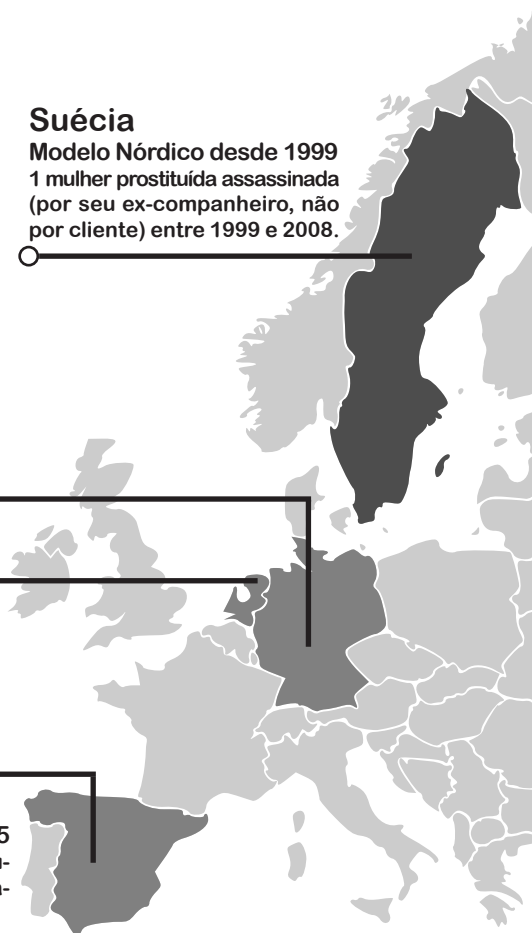 Suécia
Modelo Nórdico desde 1999
1 mulher prostituída assassinada
(por seu ex-companheiro, não
por cliente) entre 1999 e 2008.
5
u-
a-